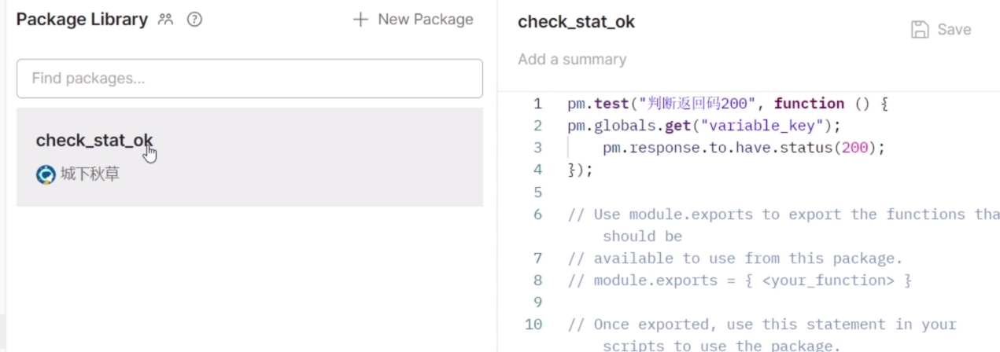 Package Library
New Package
Find packages...
check_stat_ok
城下秋草
check_stat_ok
Save
Add a summary
1 pm.test("判断返回码200", function () {
2 pm.globals.get("variable_key");
3 pm.response.to.have.status(200);
4 });
5
6 // Use module.exports to export the functions tha
should be
7 // available to use from this package.
8 // module.exports = { <your_function> }
9
10 // Once exported, use this statement in your
scripts to use the package.